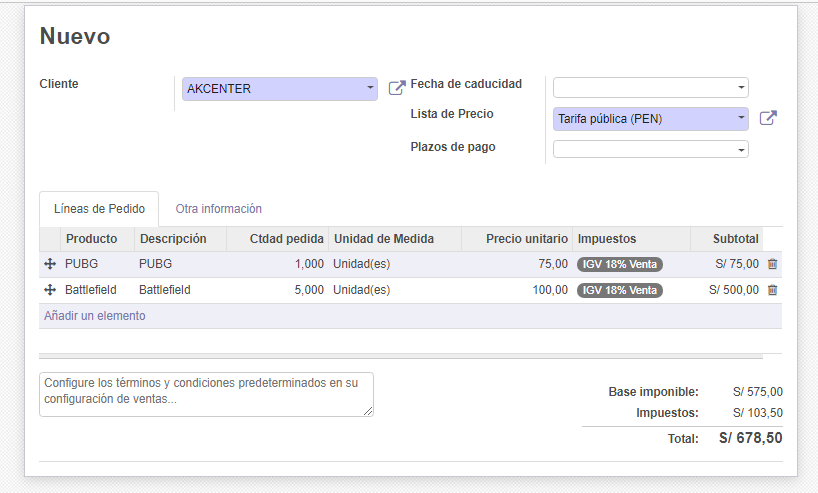 Nuevo
Cliente AKCENTER Fecha de caducidad
Lista de Precio Tarifa pública (PEN)
Plazos de pago
Líneas de Pedido Otra información
Producto Descripción Ctdad pedida Unidad de Medida Precio unitario Impuestos Subtotal
PUBG PUBG 1,000 Unidad(es) 75,00 IGV 18% Venta S/ 75,00
Battlefield Battlefield 5,000 Unidad(es) 100,00 IGV 18% Venta S/ 500,00
Añadir un elemento
Configure los términos y condiciones predeterminados en su
configuración de ventas...
Base imponible: S/ 575,00
Impuestos: S/ 103,50
Total: S/ 678,50